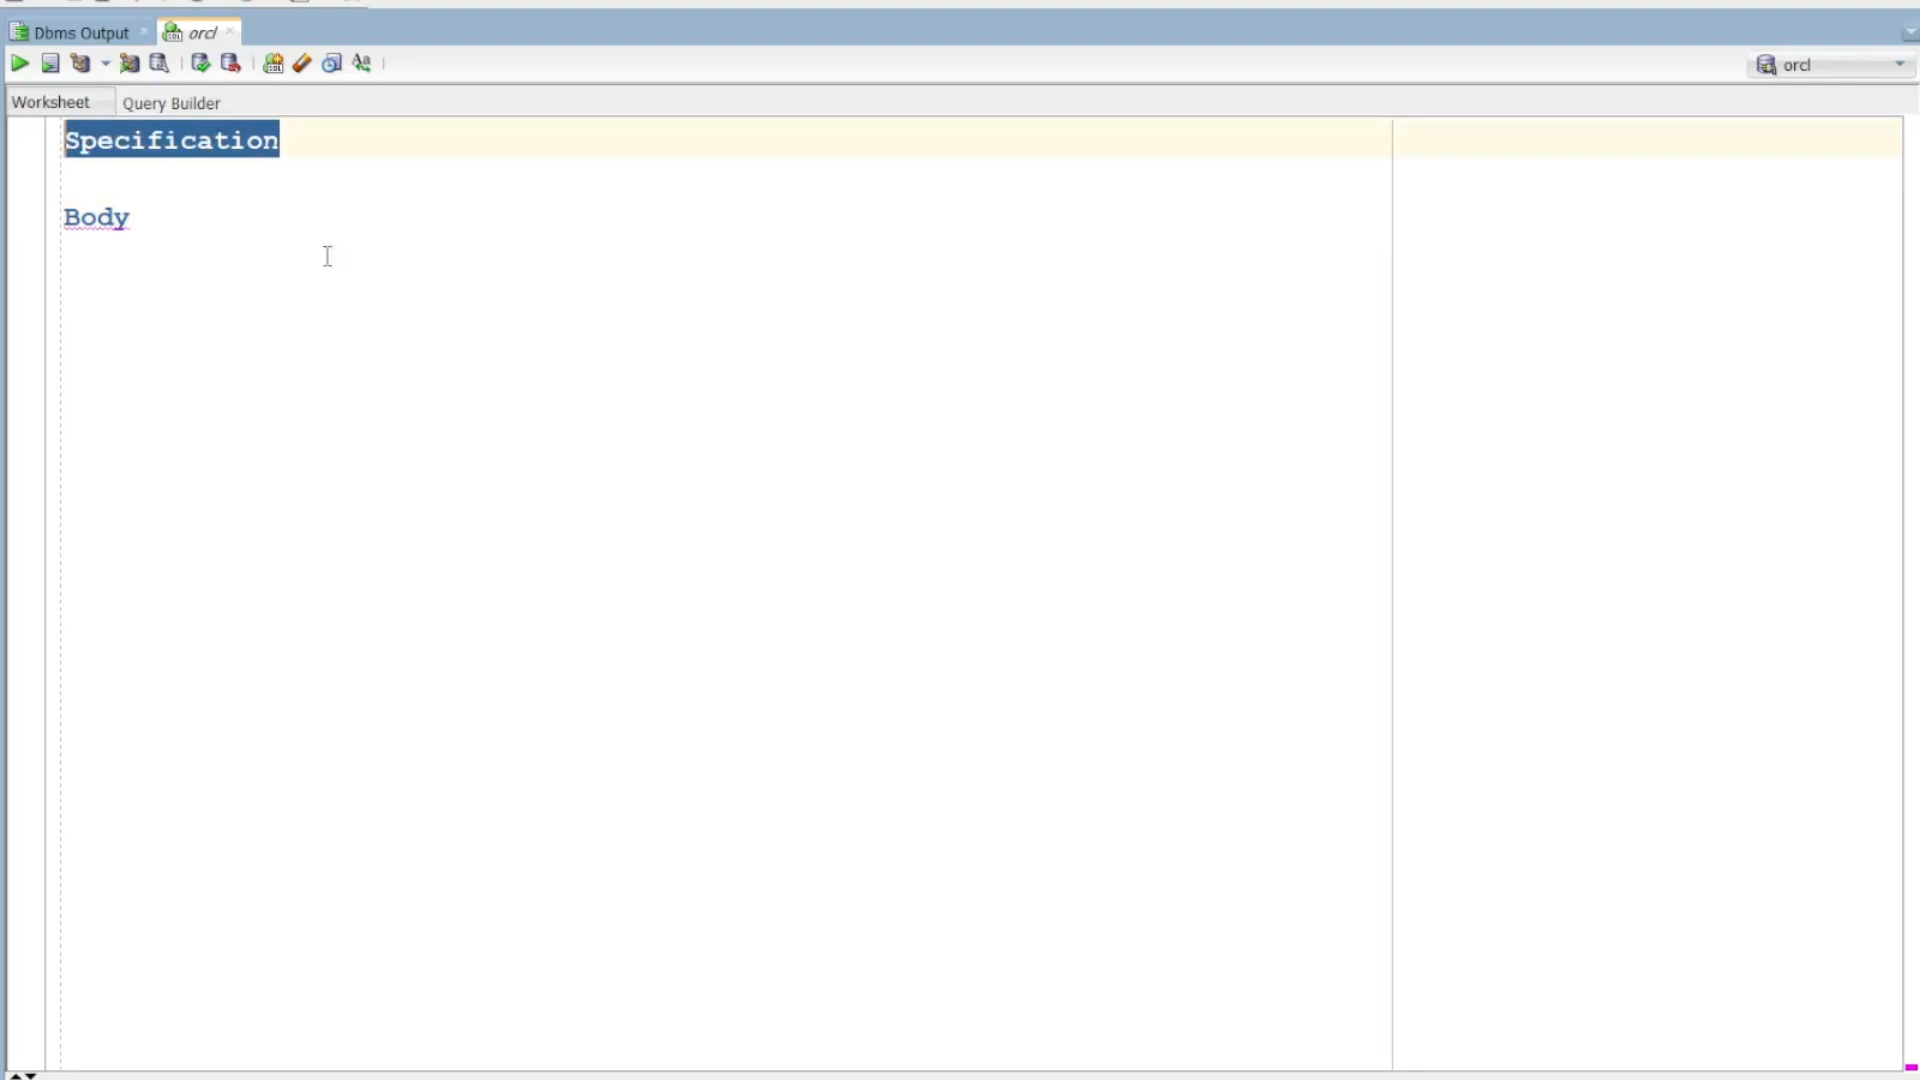 Dbms Output
orcl
orcl
Worksheet
Query Builder
Specification
Body